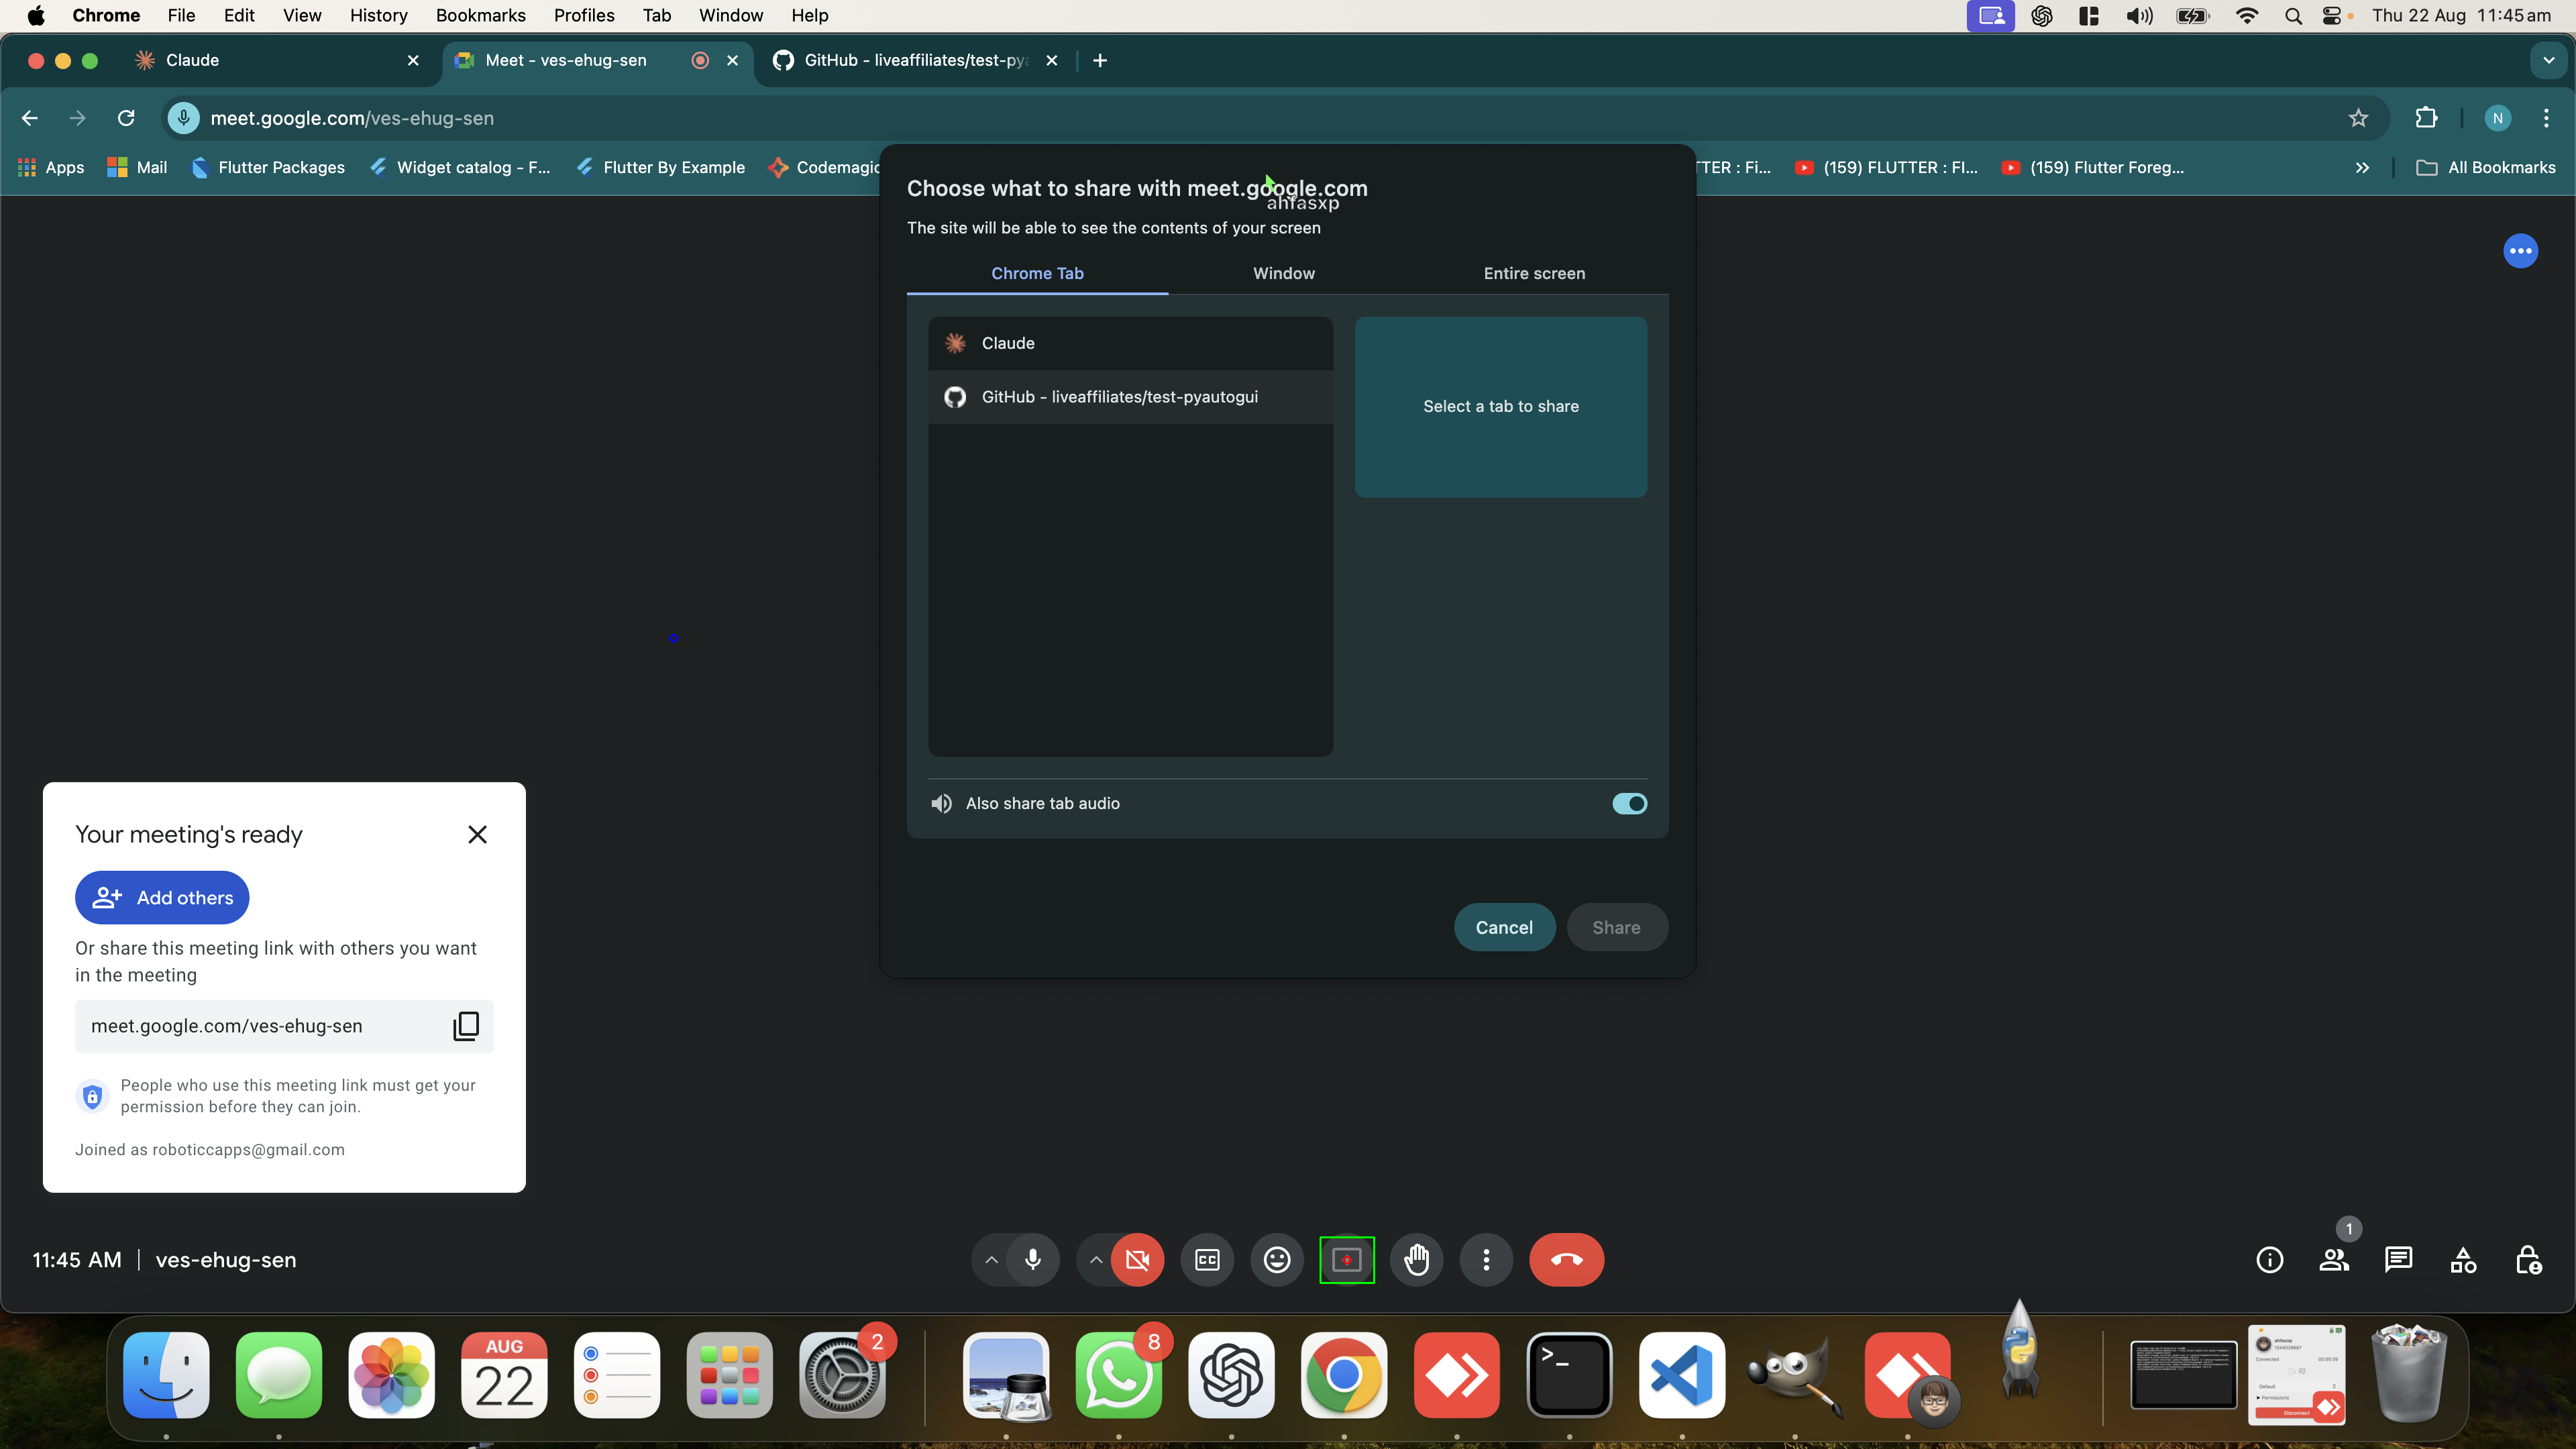 Chrome File Edit View History Bookmarks Profiles Tab Window Help Thu 22 Aug 11:45 am
Claude Meet - ves-ehug-sen GitHub - liveaffiliates/test-pya
meet.google.com/ves-ehug-sen N
Apps Mail Flutter Packages Widget catalog - F... Flutter By Example Codemagic TTER : Fi... (159) FLUTTER : Fl... (159) Flutter Foreg... All Bookmarks
Choose what to share with meet.google.com
ahfasxp
The site will be able to see the contents of your screen
Chrome Tab Window Entire screen
Claude
GitHub - liveaffiliates/test-pyautogui
Select a tab to share
Also share tab audio
Cancel Share
Your meeting's ready
Add others
Or share this meeting link with others you want
in the meeting
meet.google.com/ves-ehug-sen
People who use this meeting link must get your
permission before they can join.
Joined as roboticcapps@gmail.com
11:45 AM ves-ehug-sen
CC
1
AUG
22
2
8
>_